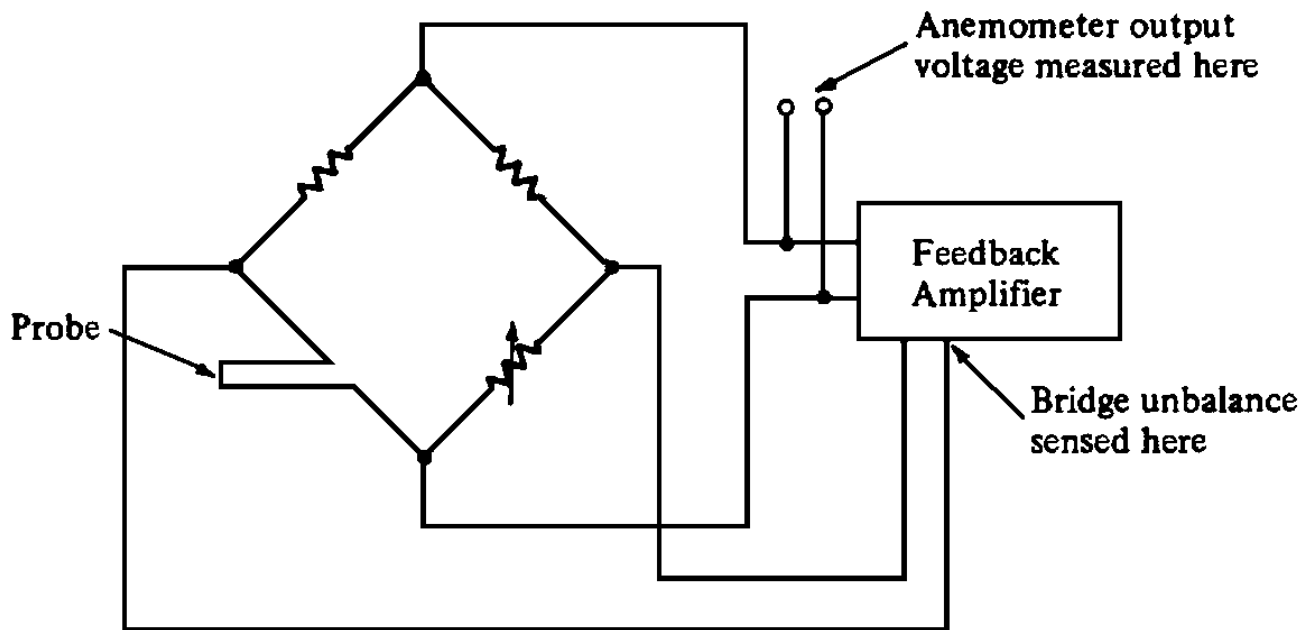 Anemometer output
voltage measured here
Feedback
Amplifier
Probe
Bridge unbalance
sensed here